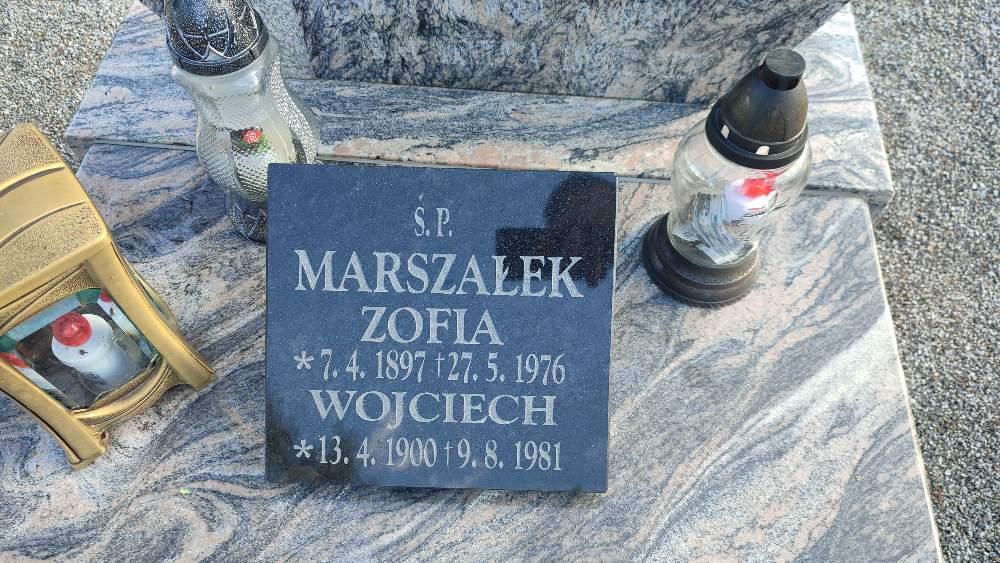 Ś.P.
MARSZAŁEK
ZOFIA
*7.4.1897 †27.5.1976
WOJCIECH
*13.4.1900 †9.8.1981